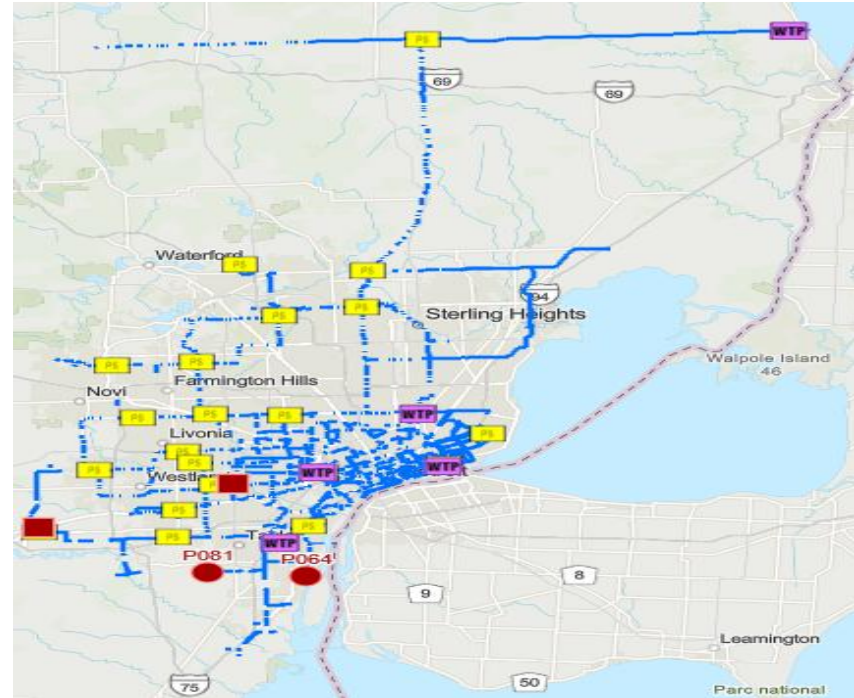 WTP
PS
69
69
Waterford
PS
PS
94
PS
PS
Sterling Heights
PS
PS
Walpole Island
46
Novi
Farmington Hills
PS
PS
PS
WTP
PS
Livonia
PS
PS
PS
WTP
WTP
Westl
PS
PS
PS
WTP
P081
P064
8
9
Leamington
75
50
Parc national